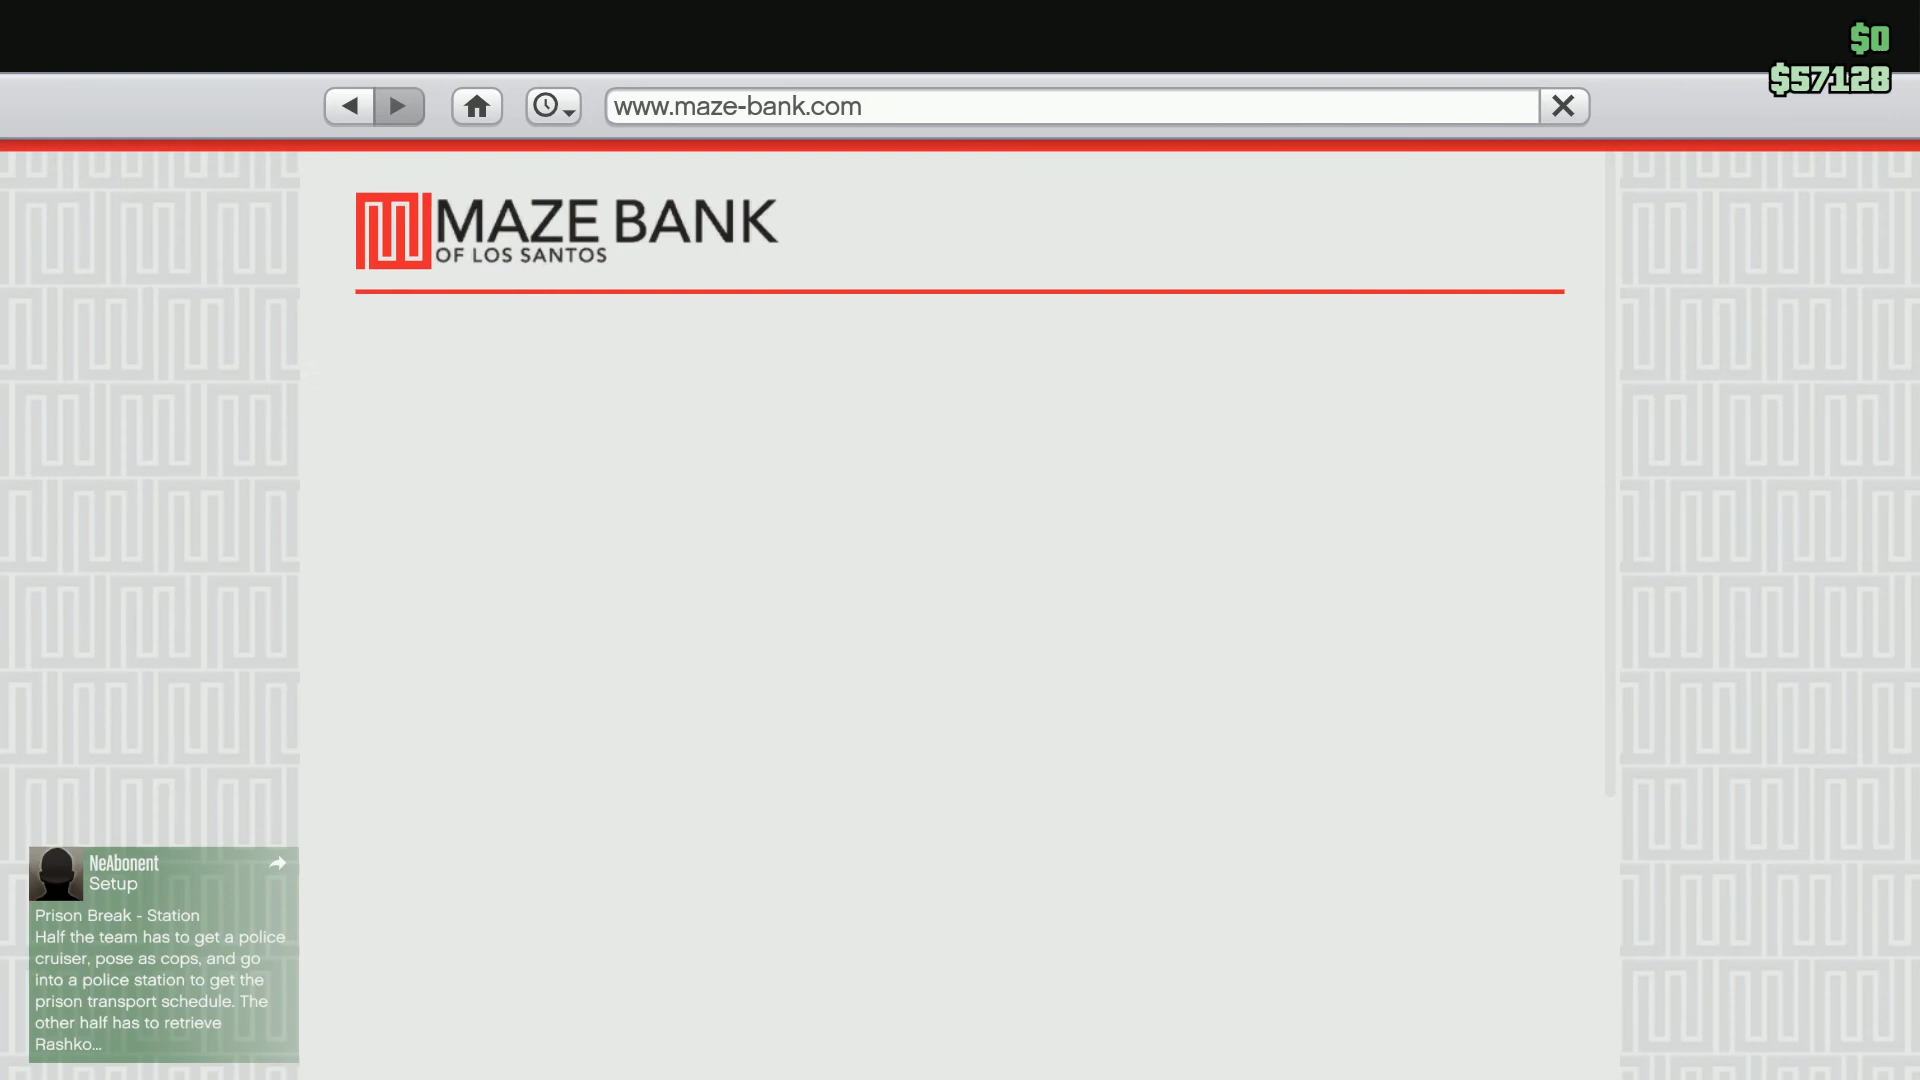 $0
$57128
www.maze-bank.com
MAZE BANK
OF LOS SANTOS
NeAbonent
Setup
Prison Break - Station
Half the team has to get a police
cruiser, pose as cops, and go
into a police station to get the
prison transport schedule. The
other half has to retrieve
Rashko...